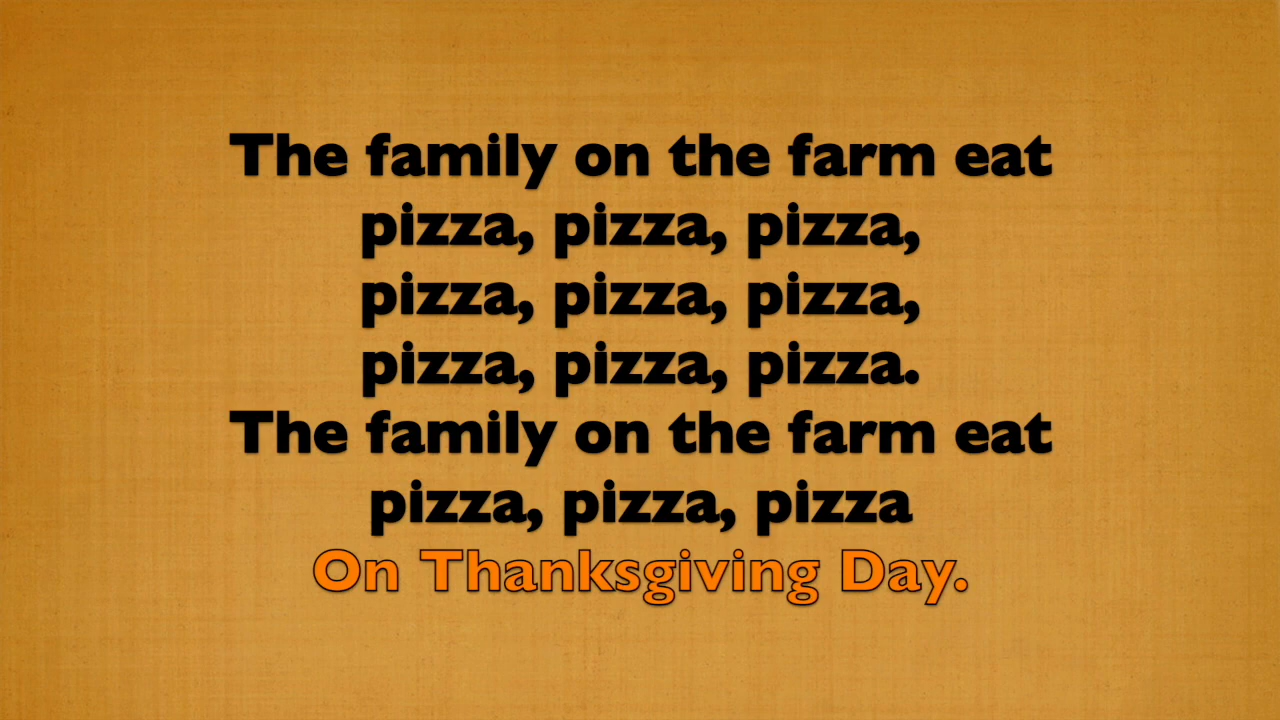 The family on the farm eat
pizza, pizza, pizza,
pizza, pizza, pizza,
pizza, pizza, pizza.
The family on the farm eat
pizza, pizza, pizza
On Thanksgiving Day.